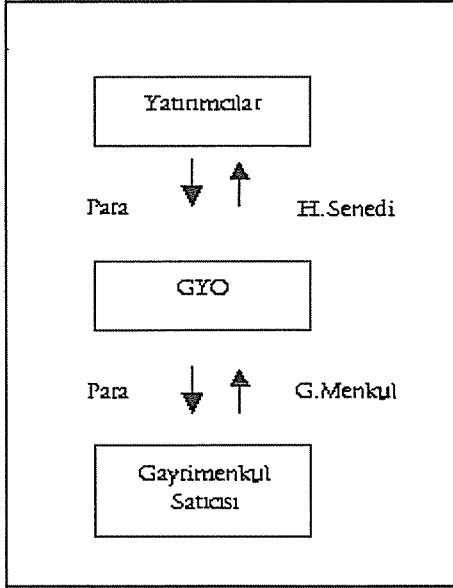 Yatırımcılar
Para H.Senedi
GYO
Para G.Menkul
Gayrimenkul
Satıcısı